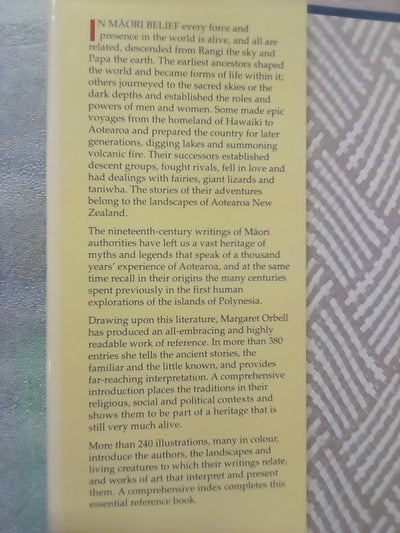 IN MĀORI BELIEF every force and
presence in the world is alive, and all are
related, descended from Rangi the sky and
Papa the earth. The earliest ancestors shaped
the world and became forms of life within it;
others journeyed to the sacred skies or the
dark depths and established the roles and
powers of men and women. Some made epic
voyages from the homeland of Hawaiki to
Aotearoa and prepared the country for later
generations, digging lakes and summoning
volcanic fire. Their successors established
descent groups, fought rivals, fell in love and
had dealings with fairies, giant lizards and
taniwha. The stories of their adventures
belong to the landscapes of Aotearoa New
Zealand.
The nineteenth-century writings of Māori
authorities have left us a vast heritage of
myths and legends that speak of a thousand
years' experience of Aotearoa, and at the same
time recall in their origins the many centuries
spent previously in the first human
explorations of the islands of Polynesia.
Drawing upon this literature, Margaret Orbell
has produced an all-embracing and highly
readable work of reference. In more than 380
entries she tells the ancient stories, the
familiar and the little known, and provides
far-reaching interpretation. A comprehensive
introduction places the traditions in their
religious, social and political contexts and
shows them to be part of a heritage that is
still very much alive.
More than 240 illustrations, many in colour,
introduce the authors, the landscapes and
living creatures to which their writings relate,
and works of art that interpret and present
them. A comprehensive index completes this
essential reference book.